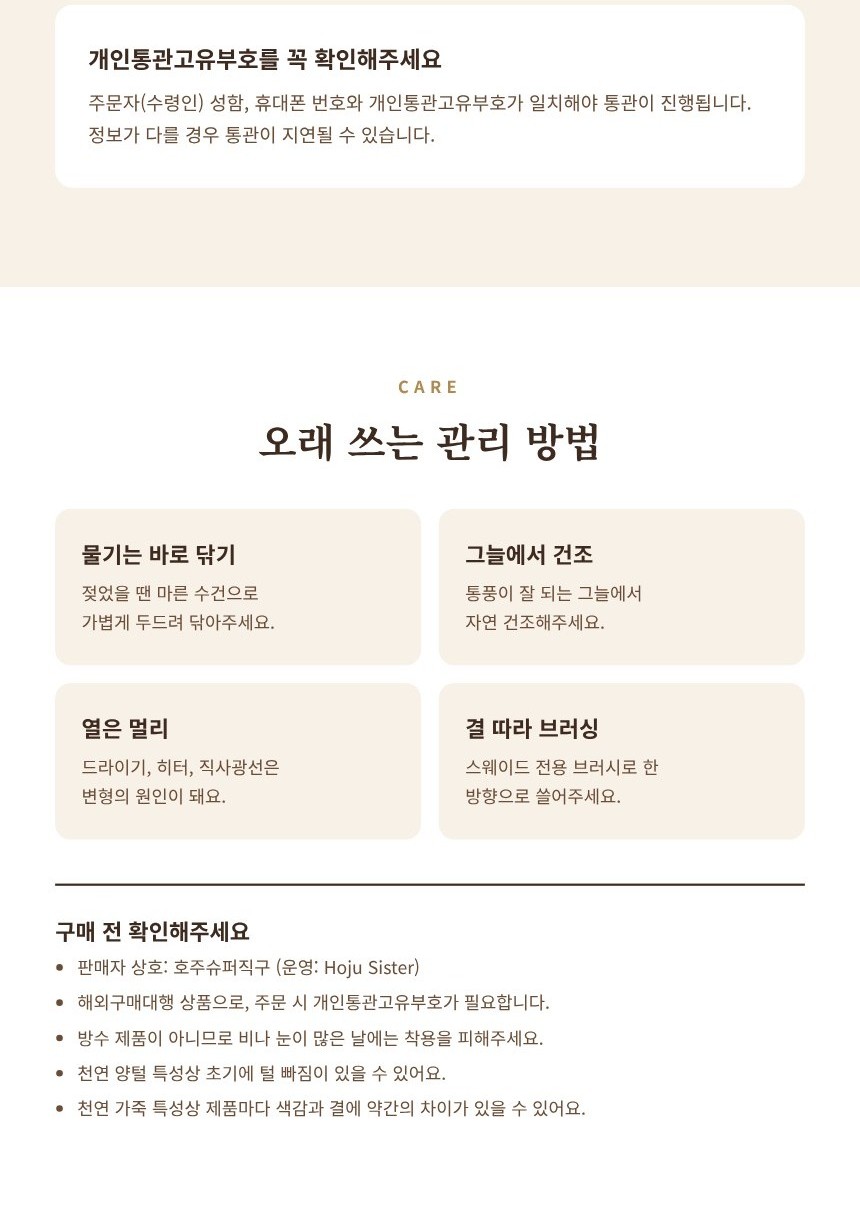 개인통관고유부호를 꼭 확인해주세요
주문자(수령인) 성함, 휴대폰 번호와 개인통관고유부호가 일치해야 통관이 진행됩니다.
정보가 다를 경우 통관이 지연될 수 있습니다.
CARE
오래 쓰는 관리 방법
물기는 바로 닦기
젖었을 땐 마른 수건으로
가볍게 두드려 닦아주세요.
그늘에서 건조
통풍이 잘 되는 그늘에서
자연 건조해주세요.
열은 멀리
드라이기, 히터, 직사광선은
변형의 원인이 돼요.
결 따라 브러싱
스웨이드 전용 브러시로 한
방향으로 쓸어주세요.
구매 전 확인해주세요
• 판매자 상호: 호주슈퍼직구 (운영: Hoju Sister)
• 해외구매대행 상품으로, 주문 시 개인통관고유부호가 필요합니다.
• 방수 제품이 아니므로 비나 눈이 많은 날에는 착용을 피해주세요.
• 천연 양털 특성상 초기에 털 빠짐이 있을 수 있어요.
• 천연 가죽 특성상 제품마다 색감과 결에 약간의 차이가 있을 수 있어요.